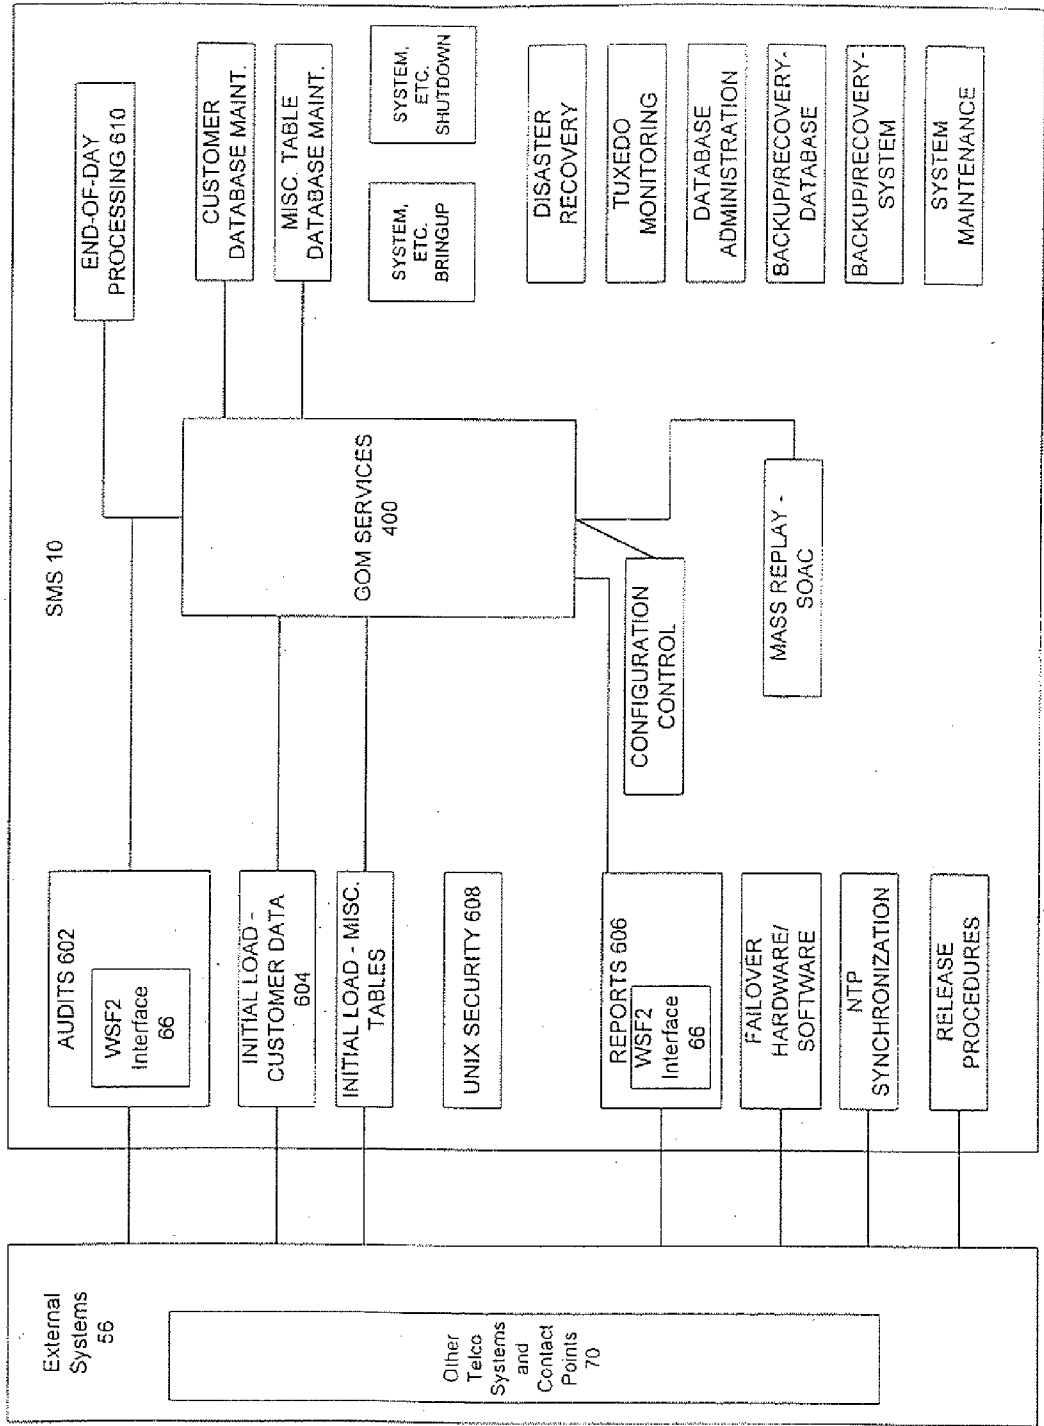 External
Systems
56
Other
Telco
Systems
and
Contact
Points
70
SMS 10
AUDITS 602
WSF2
Interface
66
INITIAL LOAD -
CUSTOMER DATA
604
INITIAL LOAD - MISC.
TABLES
UNIX SECURITY 608
REPORTS 606
WSF2
Interface
66
FAILOVER
HARDWARE/
SOFTWARE
NTP
SYNCHRONIZATION
RELEASE
PROCEDURES
GOM SERVICES
400
CONFIGURATION
CONTROL
MASS REPLAY -
SOAC
END-OF-DAY
PROCESSING 610
CUSTOMER
DATABASE MAINT.
MISC. TABLE
DATABASE MAINT.
SYSTEM,
ETC.
BRINGUP
SYSTEM,
ETC.
SHUTDOWN
DISASTER
RECOVERY
TUXEDO
MONITORING
DATABASE
ADMINISTRATION
BACKUP/RECOVERY-
DATABASE
BACKUP/RECOVERY-
SYSTEM
SYSTEM
MAINTENANCE